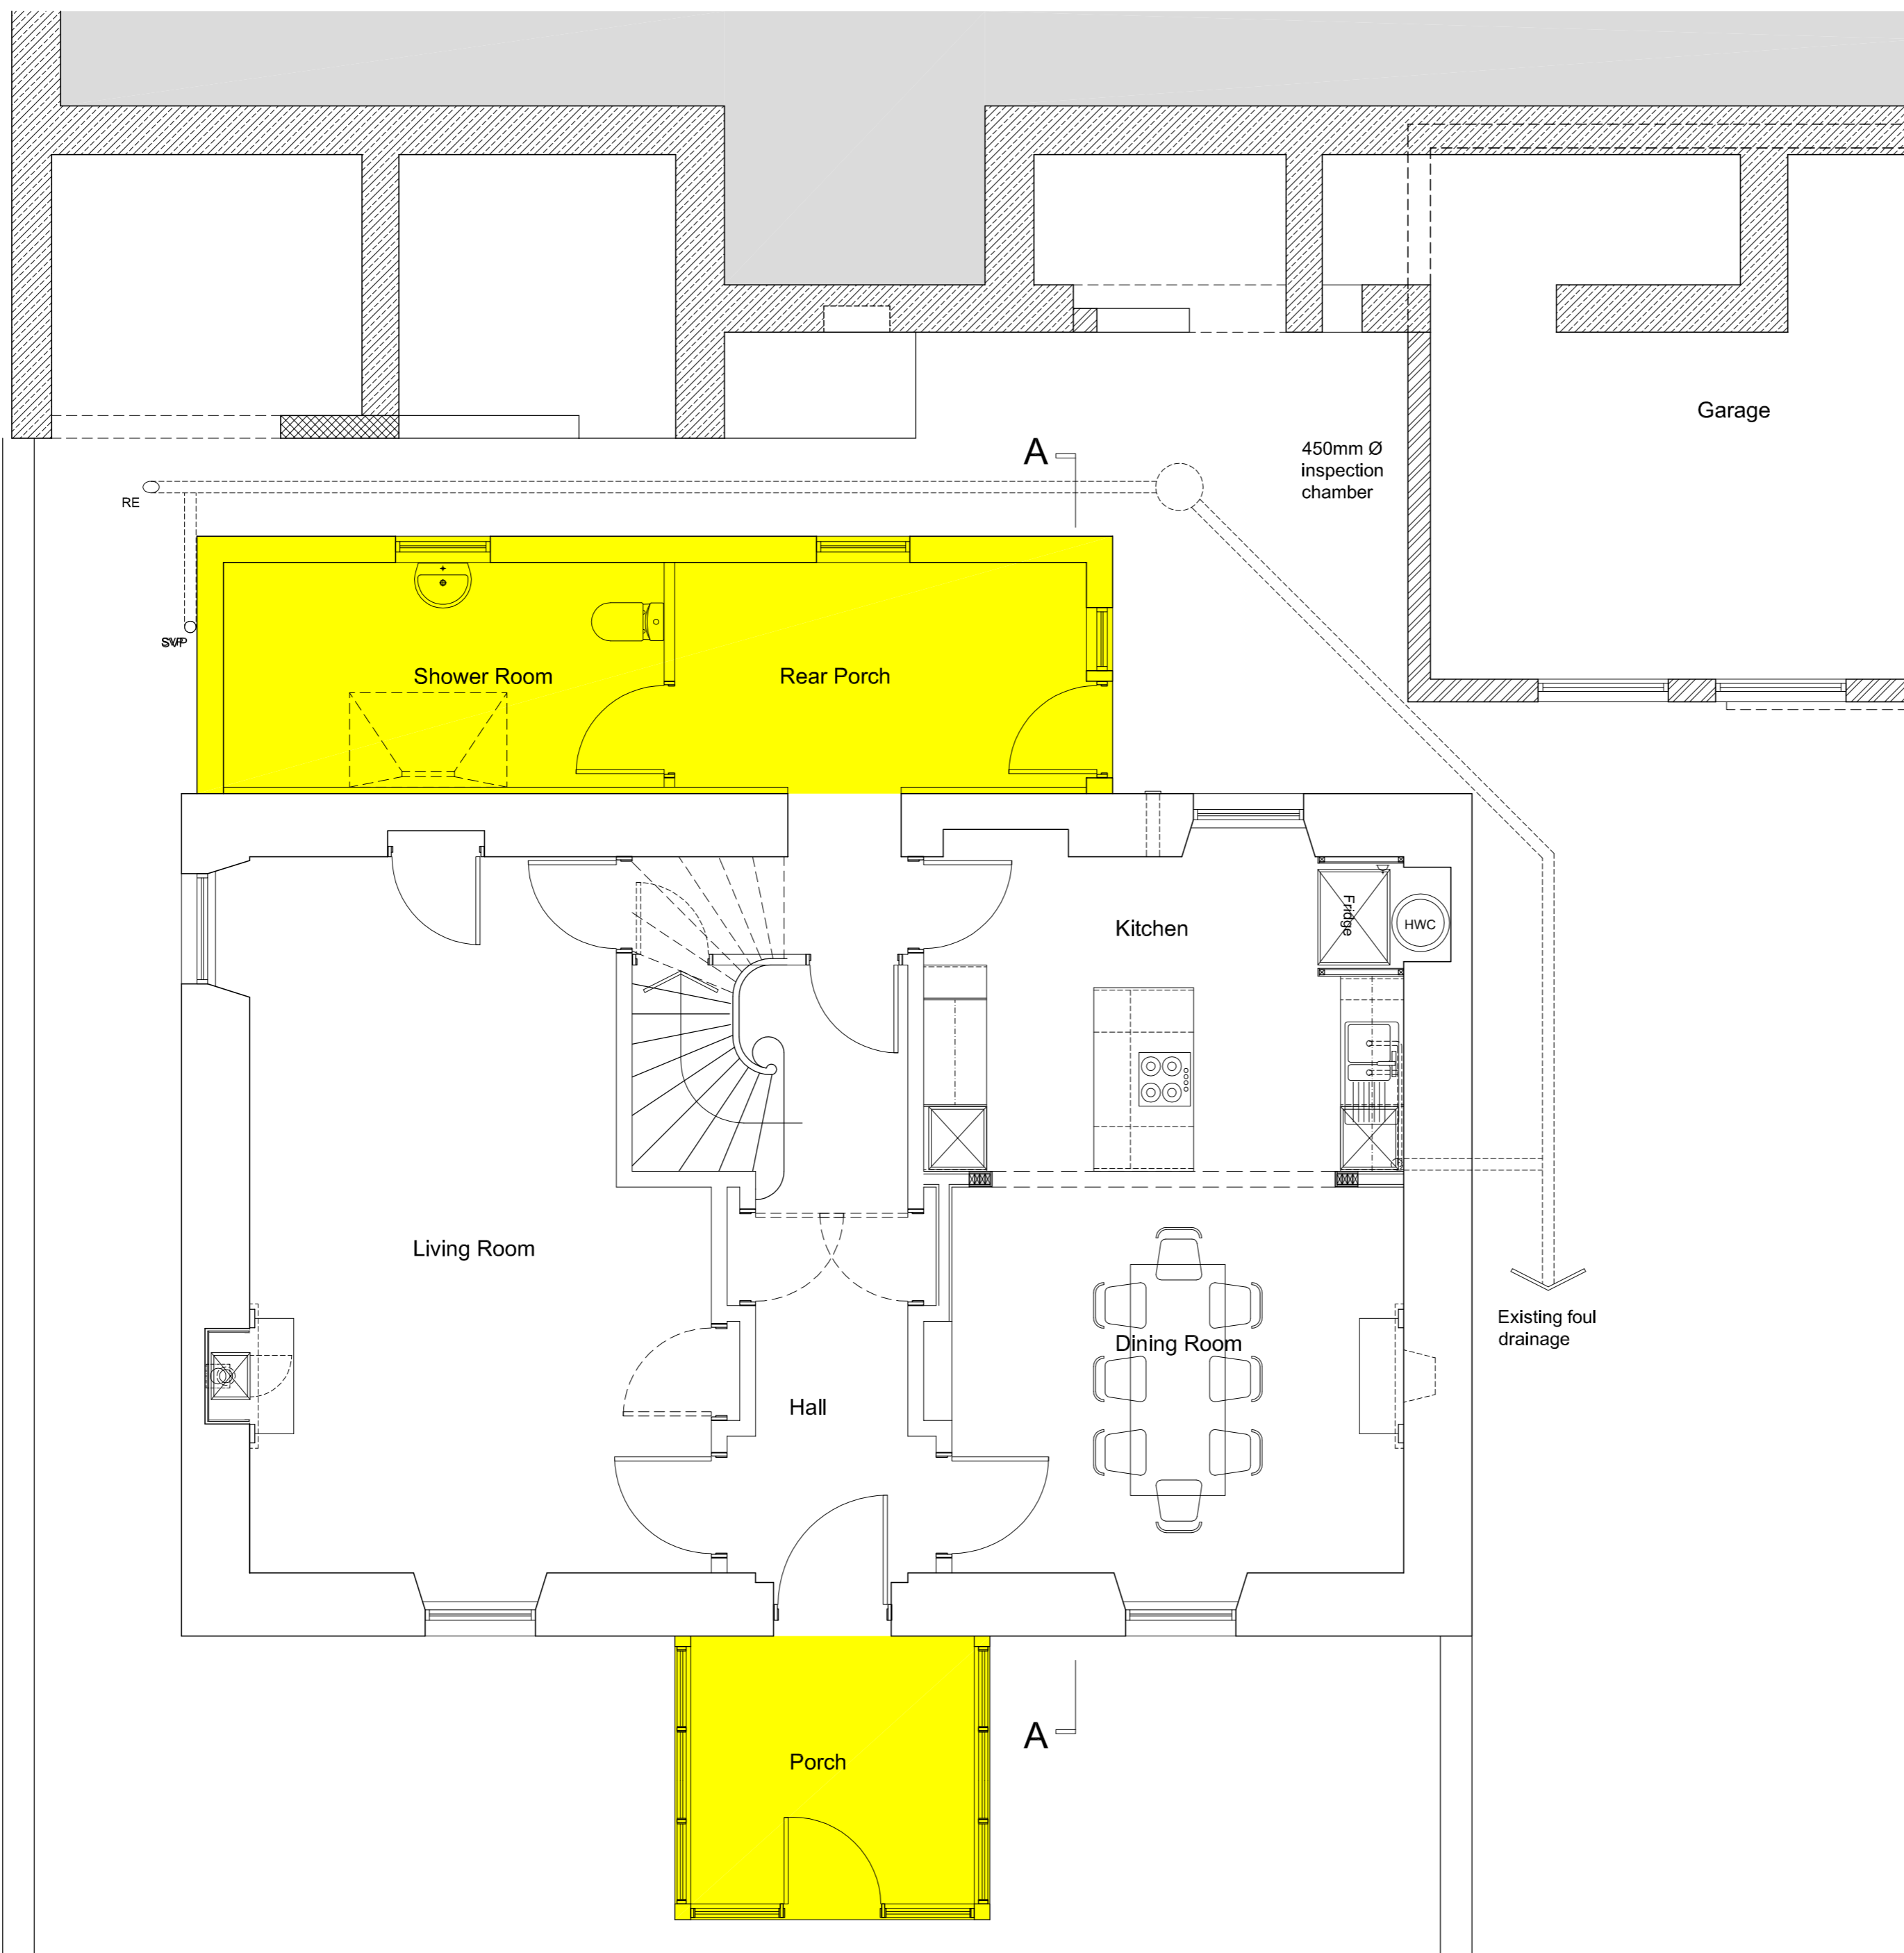 Garage
A
450mm Ø
inspection
chamber
RE
Shower Room
Rear Porch
Kitchen
Fridge
HWC
Living Room
Existing foul
drainage
Dining Room
Hall
A
Porch